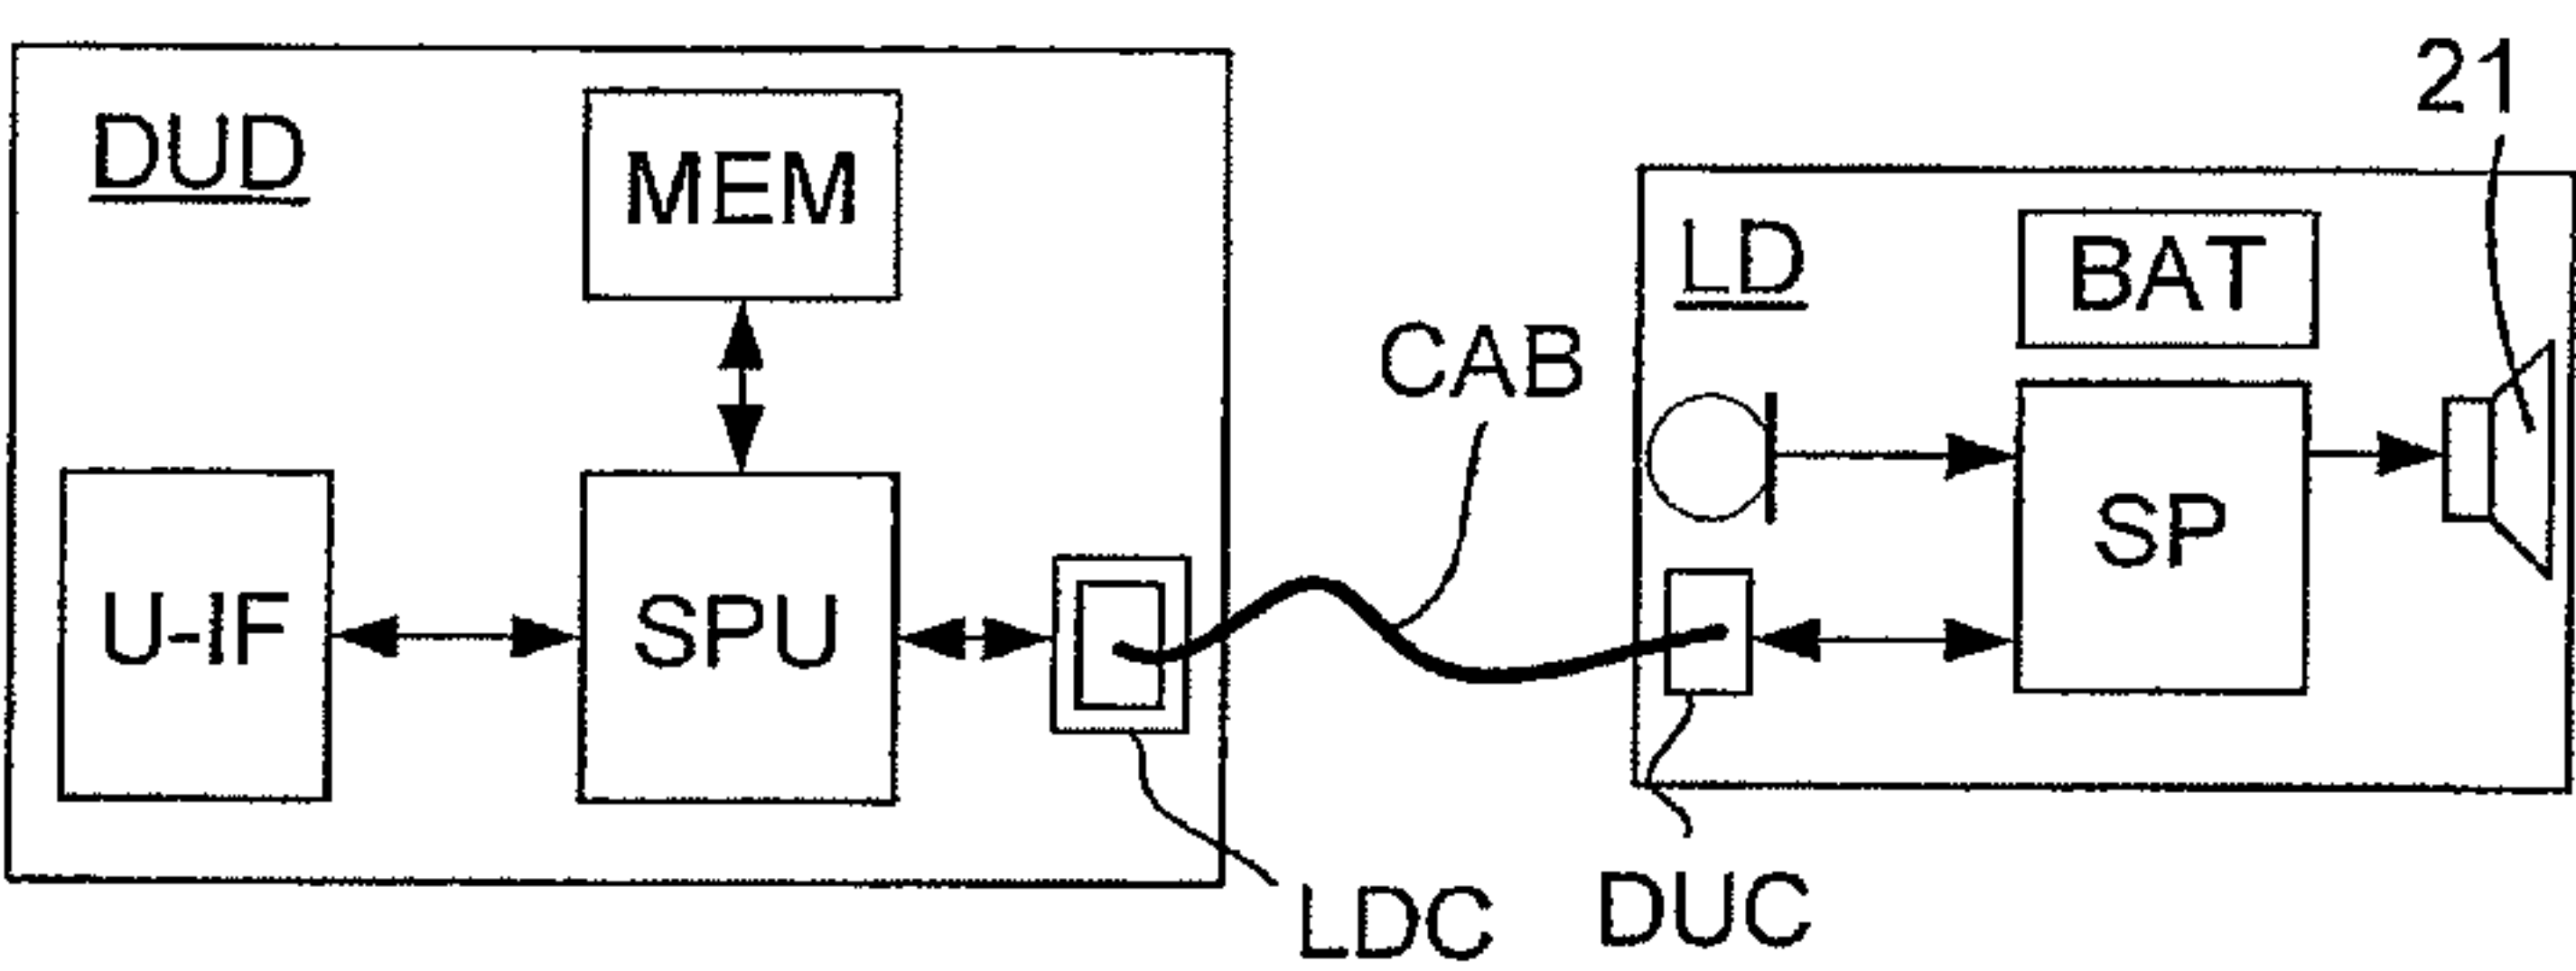 21
DUD
MEM
LD
BAT
CAB
SP
U-IF
SPU
LDC
DUC